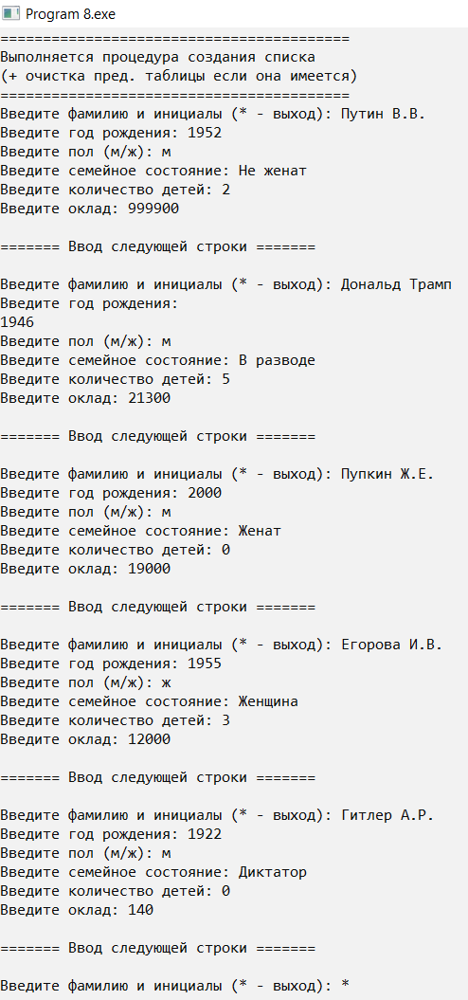 Program 8.exe
=========================================
Выполняется процедура создания списка
(+ очистка пред. таблицы если она имеется)
=========================================
Введите фамилию и инициалы (* - выход): Путин В.В.
Введите год рождения: 1952
Введите пол (м/ж): м
Введите семейное состояние: Не женат
Введите количество детей: 2
Введите оклад: 999900
======= Ввод следующей строки =======
Введите фамилию и инициалы (* - выход): Дональд Трамп
Введите год рождения:
1946
Введите пол (м/ж): м
Введите семейное состояние: В разводе
Введите количество детей: 5
Введите оклад: 21300
======= Ввод следующей строки =======
Введите фамилию и инициалы (* - выход): Пупкин Ж.Е.
Введите год рождения: 2000
Введите пол (м/ж): м
Введите семейное состояние: Женат
Введите количество детей: 0
Введите оклад: 19000
======= Ввод следующей строки =======
Введите фамилию и инициалы (* - выход): Егорова И.В.
Введите год рождения: 1955
Введите пол (м/ж): ж
Введите семейное состояние: Женщина
Введите количество детей: 3
Введите оклад: 12000
======= Ввод следующей строки =======
Введите фамилию и инициалы (* - выход): Гитлер А.Р.
Введите год рождения: 1922
Введите пол (м/ж): м
Введите семейное состояние: Диктатор
Введите количество детей: 0
Введите оклад: 140
======= Ввод следующей строки =======
Введите фамилию и инициалы (* - выход): *